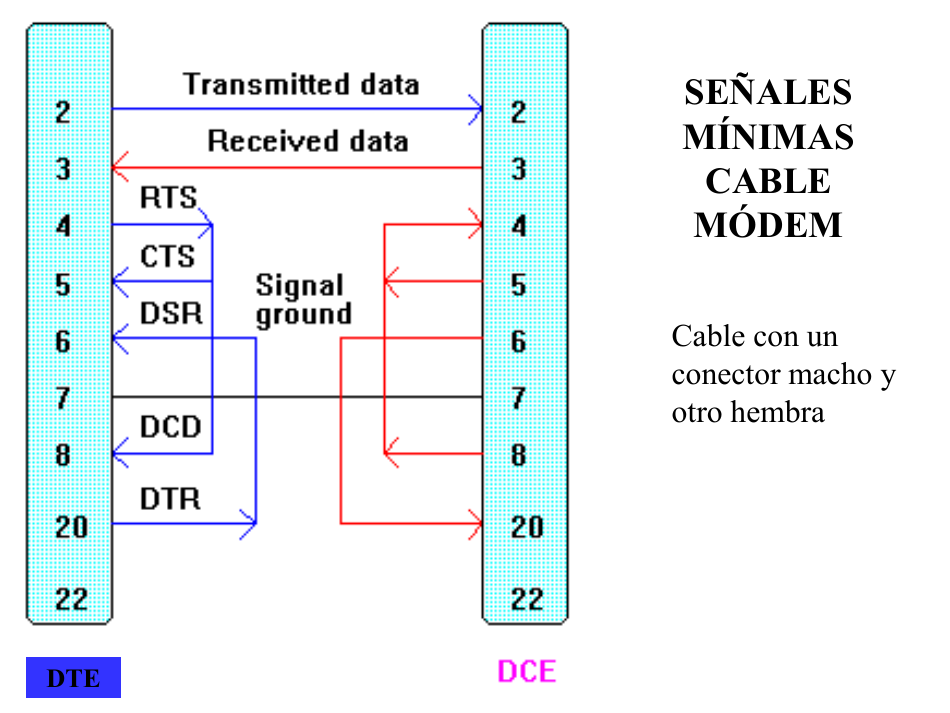 Transmitted data
2
2
Received data
3
3
RTS
4
4
CTS
5
5
Signal
ground
DSR
6
6
7
7
DCD
8
8
DTR
20
20
22
22
DTE
DCE
SEÑALES
MÍNIMAS
CABLE
MÓDEM
Cable con un
conector macho y
otro hembra